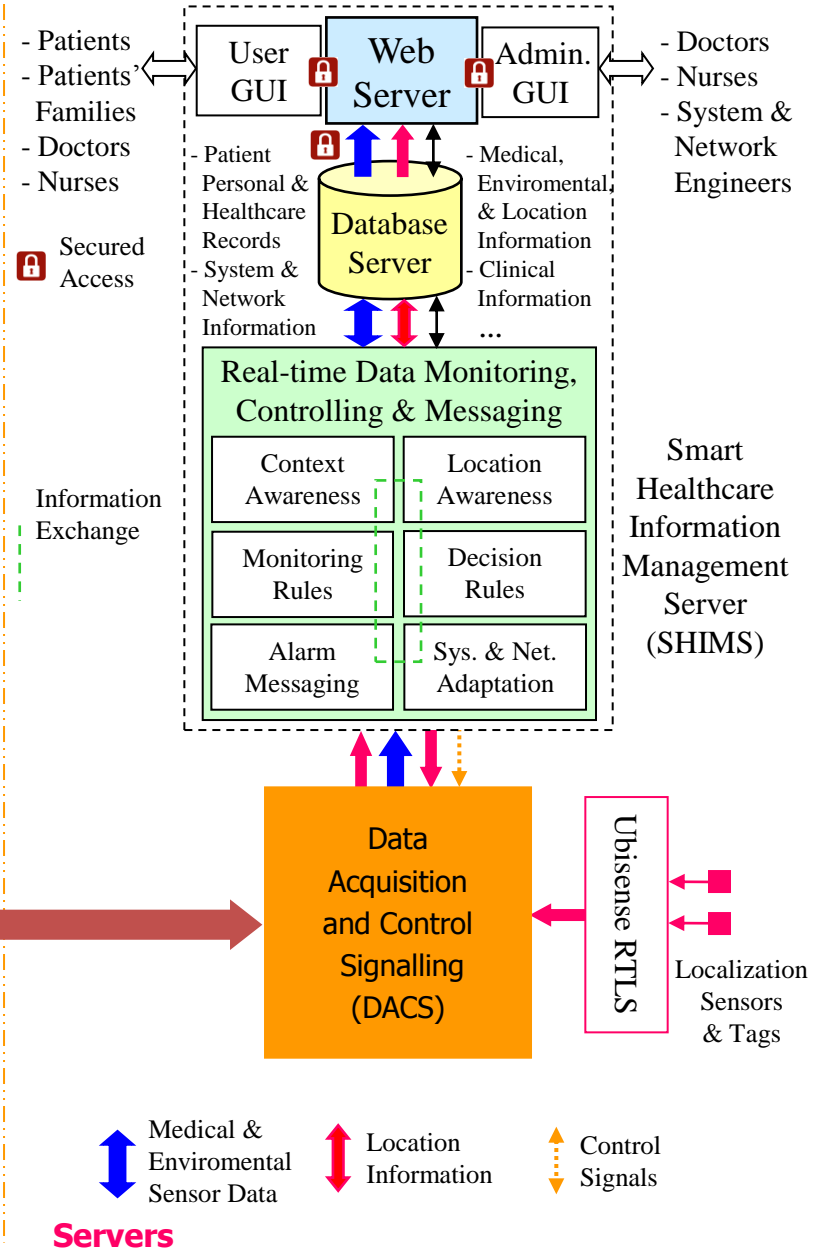 - Patients
- Patients'
Families
- Doctors
- Nurses
User
GUI
Web
Server
Admin.
GUI
- Doctors
- Nurses
- System &
Network
Engineers
Secured
Access
- Patient
Personal &
Healthcare
Records
- System &
Network
Information
Database
Server
- Medical,
Enviromental,
& Location
Information
- Clinical
Information
...
Real-time Data Monitoring,
Controlling & Messaging
Context
Awareness
Location
Awareness
Monitoring
Rules
Decision
Rules
Alarm
Messaging
Sys. & Net.
Adaptation
Information
Exchange
Smart
Healthcare
Information
Management
Server
(SHIMS)
Data
Acquisition
and Control
Signalling
(DACS)
Ubisense RTLS
Localization
Sensors
& Tags
Medical &
Enviromental
Sensor Data
Location
Information
Control
Signals
Servers